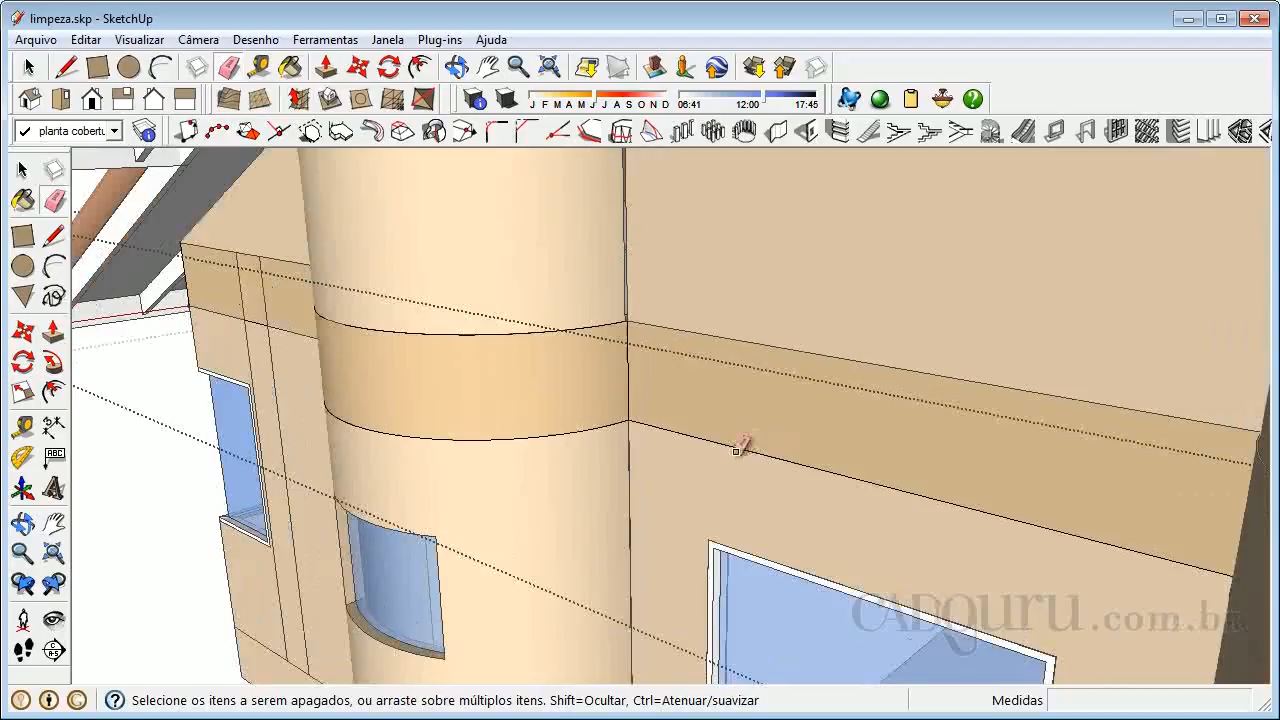 limpeza.skp - SketchUp
Arquivo Editar Visualizar Câmera Desenho Ferramentas Janela Plug-ins Ajuda
J F M A M J J A S O N D 06:41 12:00 17:45
planta cobertu
ABC
CADGuru.com.br
Selecione os itens a serem apagados, ou arraste sobre múltiplos itens. Shift=Ocultar, Ctrl=Atenuar/suavizar Medidas